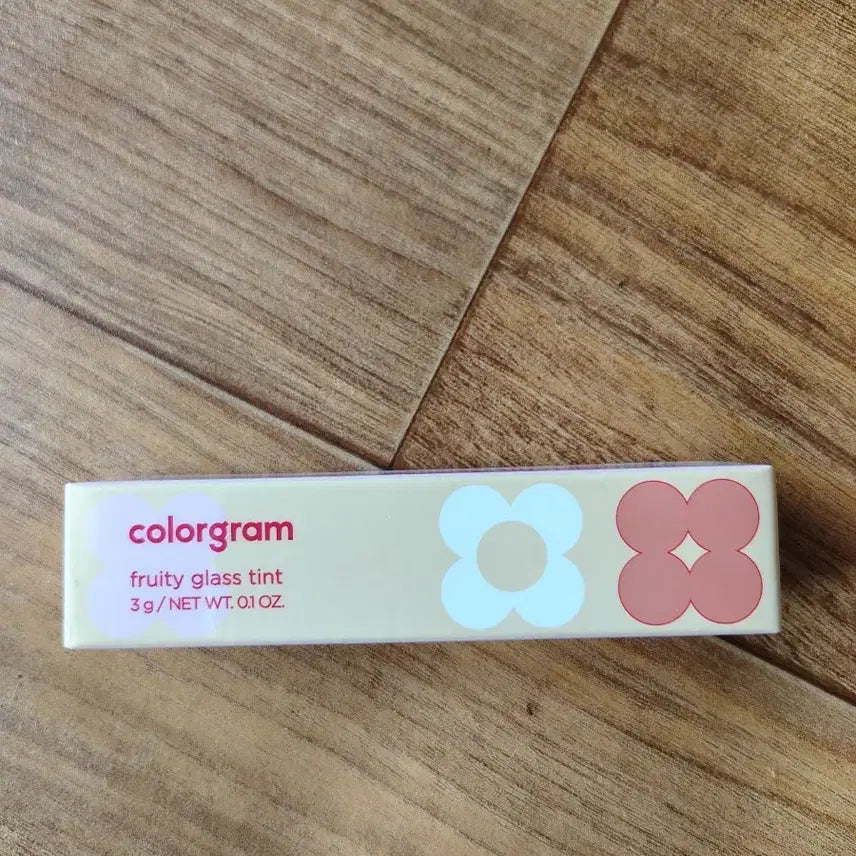 colorgram
fruity glass tint
3 g / NET WT. 0.1 OZ.